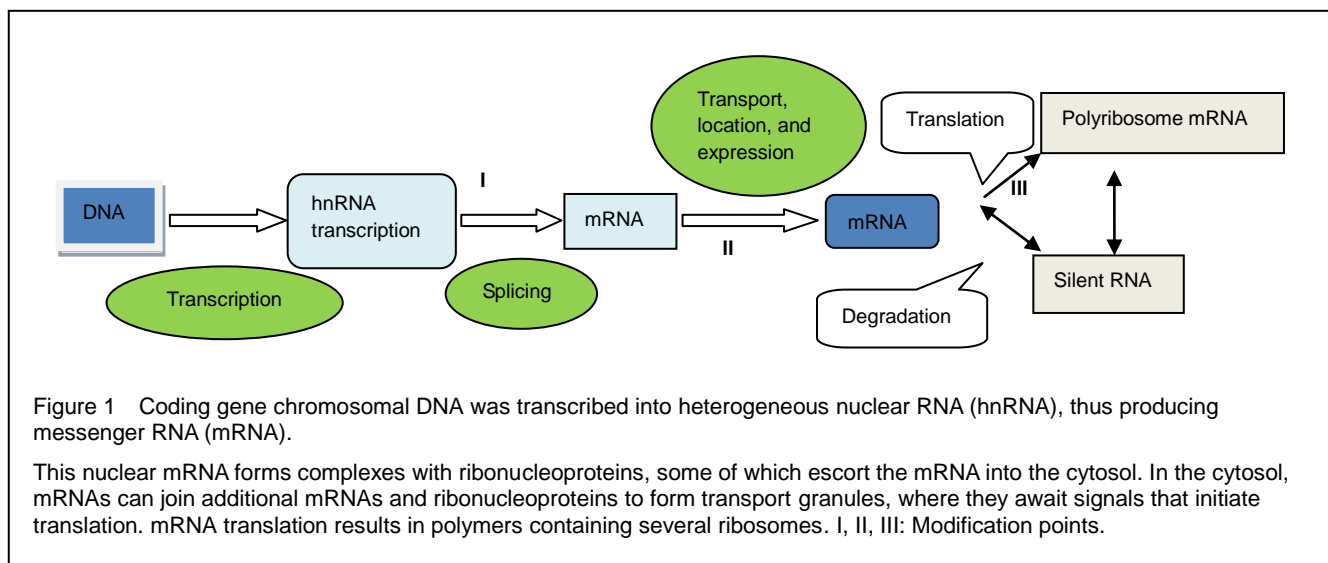 Transport,
location, and
expression
Translation
Polyribosome mRNA
I
III
DNA
hnRNA
transcription
mRNA
mRNA
II
Transcription
Splicing
Silent RNA
Degradation
Figure 1 Coding gene chromosomal DNA was transcribed into heterogeneous nuclear RNA (hnRNA), thus producing
messenger RNA (mRNA).
This nuclear mRNA forms complexes with ribonucleoproteins, some of which escort the mRNA into the cytosol. In the cytosol,
mRNAs can join additional mRNAs and ribonucleoproteins to form transport granules, where they await signals that initiate
translation. mRNA translation results in polymers containing several ribosomes. I, II, III: Modification points.